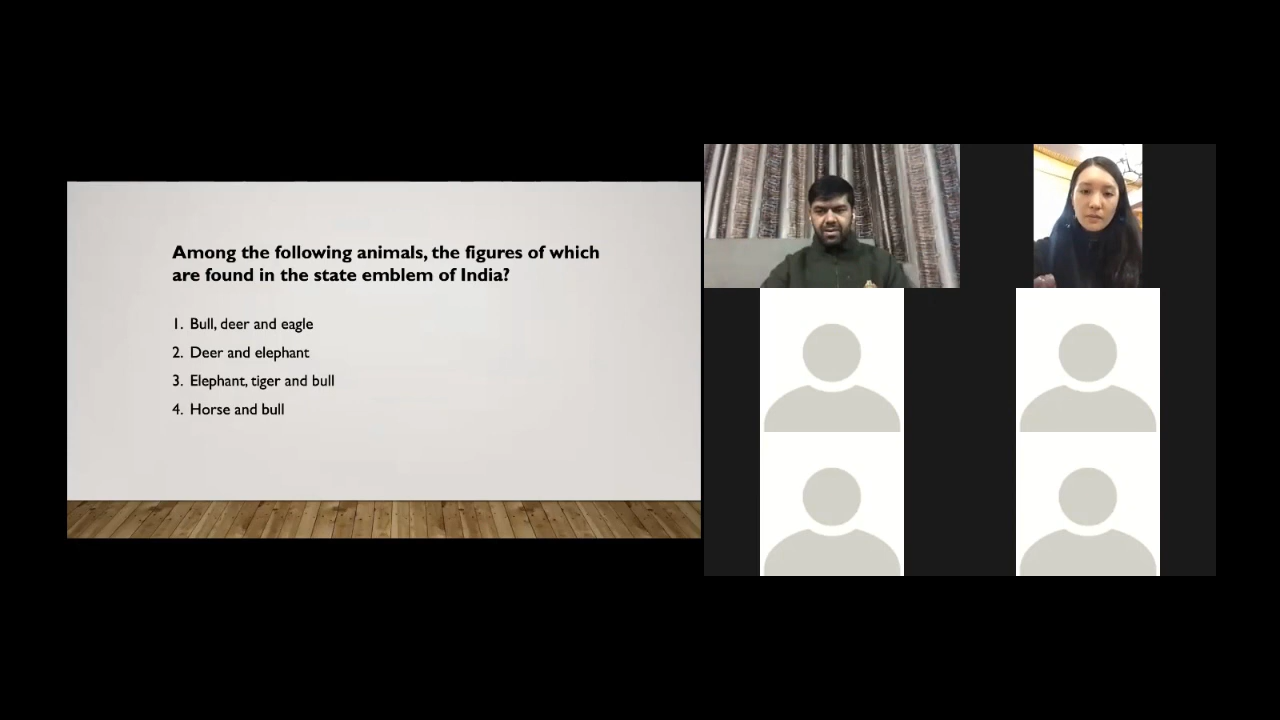 Among the following animals, the figures of which
are found in the state emblem of India?
1. Bull, deer and eagle
2. Deer and elephant
3. Elephant, tiger and bull
4. Horse and bull